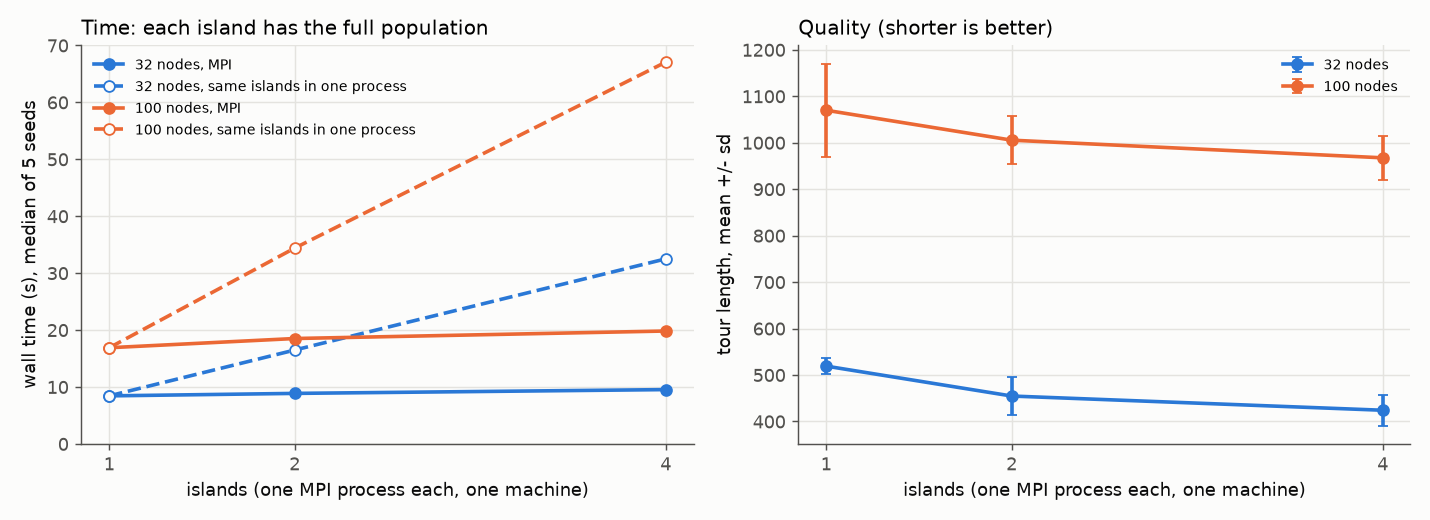 Time: each island has the full population
70
60
50
40
30
20
10
0
wall time (s), median of 5 seeds
32 nodes, MPI
32 nodes, same islands in one process
100 nodes, MPI
100 nodes, same islands in one process
1
2
4
islands (one MPI process each, one machine)
Quality (shorter is better)
1200
1100
1000
900
800
700
600
500
400
tour length, mean +/- sd
32 nodes
100 nodes
1
2
4
islands (one MPI process each, one machine)